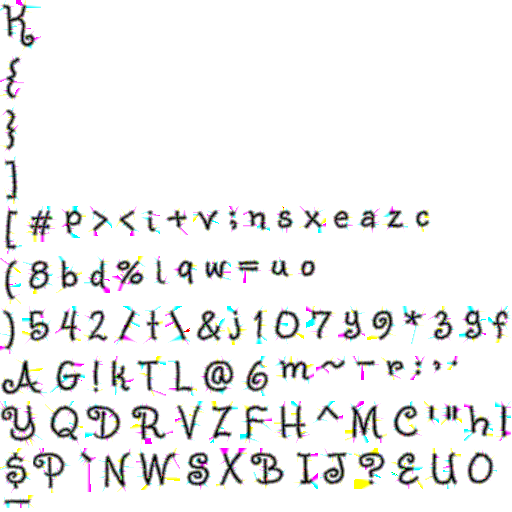 K
{
}
]
[ # p > < i + v ; n s x e a z c
( 8 b d % l q w = u o
) 5 4 2 / t \ & j 1 0 7 y 9 * 3 g f
A G ! k T L @ 6 m ~ - r : , '
Y Q D R V Z F H ^ M C ' " h I
$ P ` N W S X B I J ? E U O
_